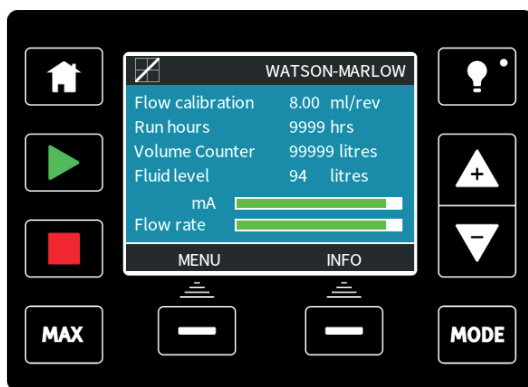 WATSON-MARLOW
Flow calibration 8.00 ml/rev
Run hours 9999 hrs
Volume Counter 99999 litres
Fluid level 94 litres
mA
Flow rate
MENU INFO
MAX MODE
+
−